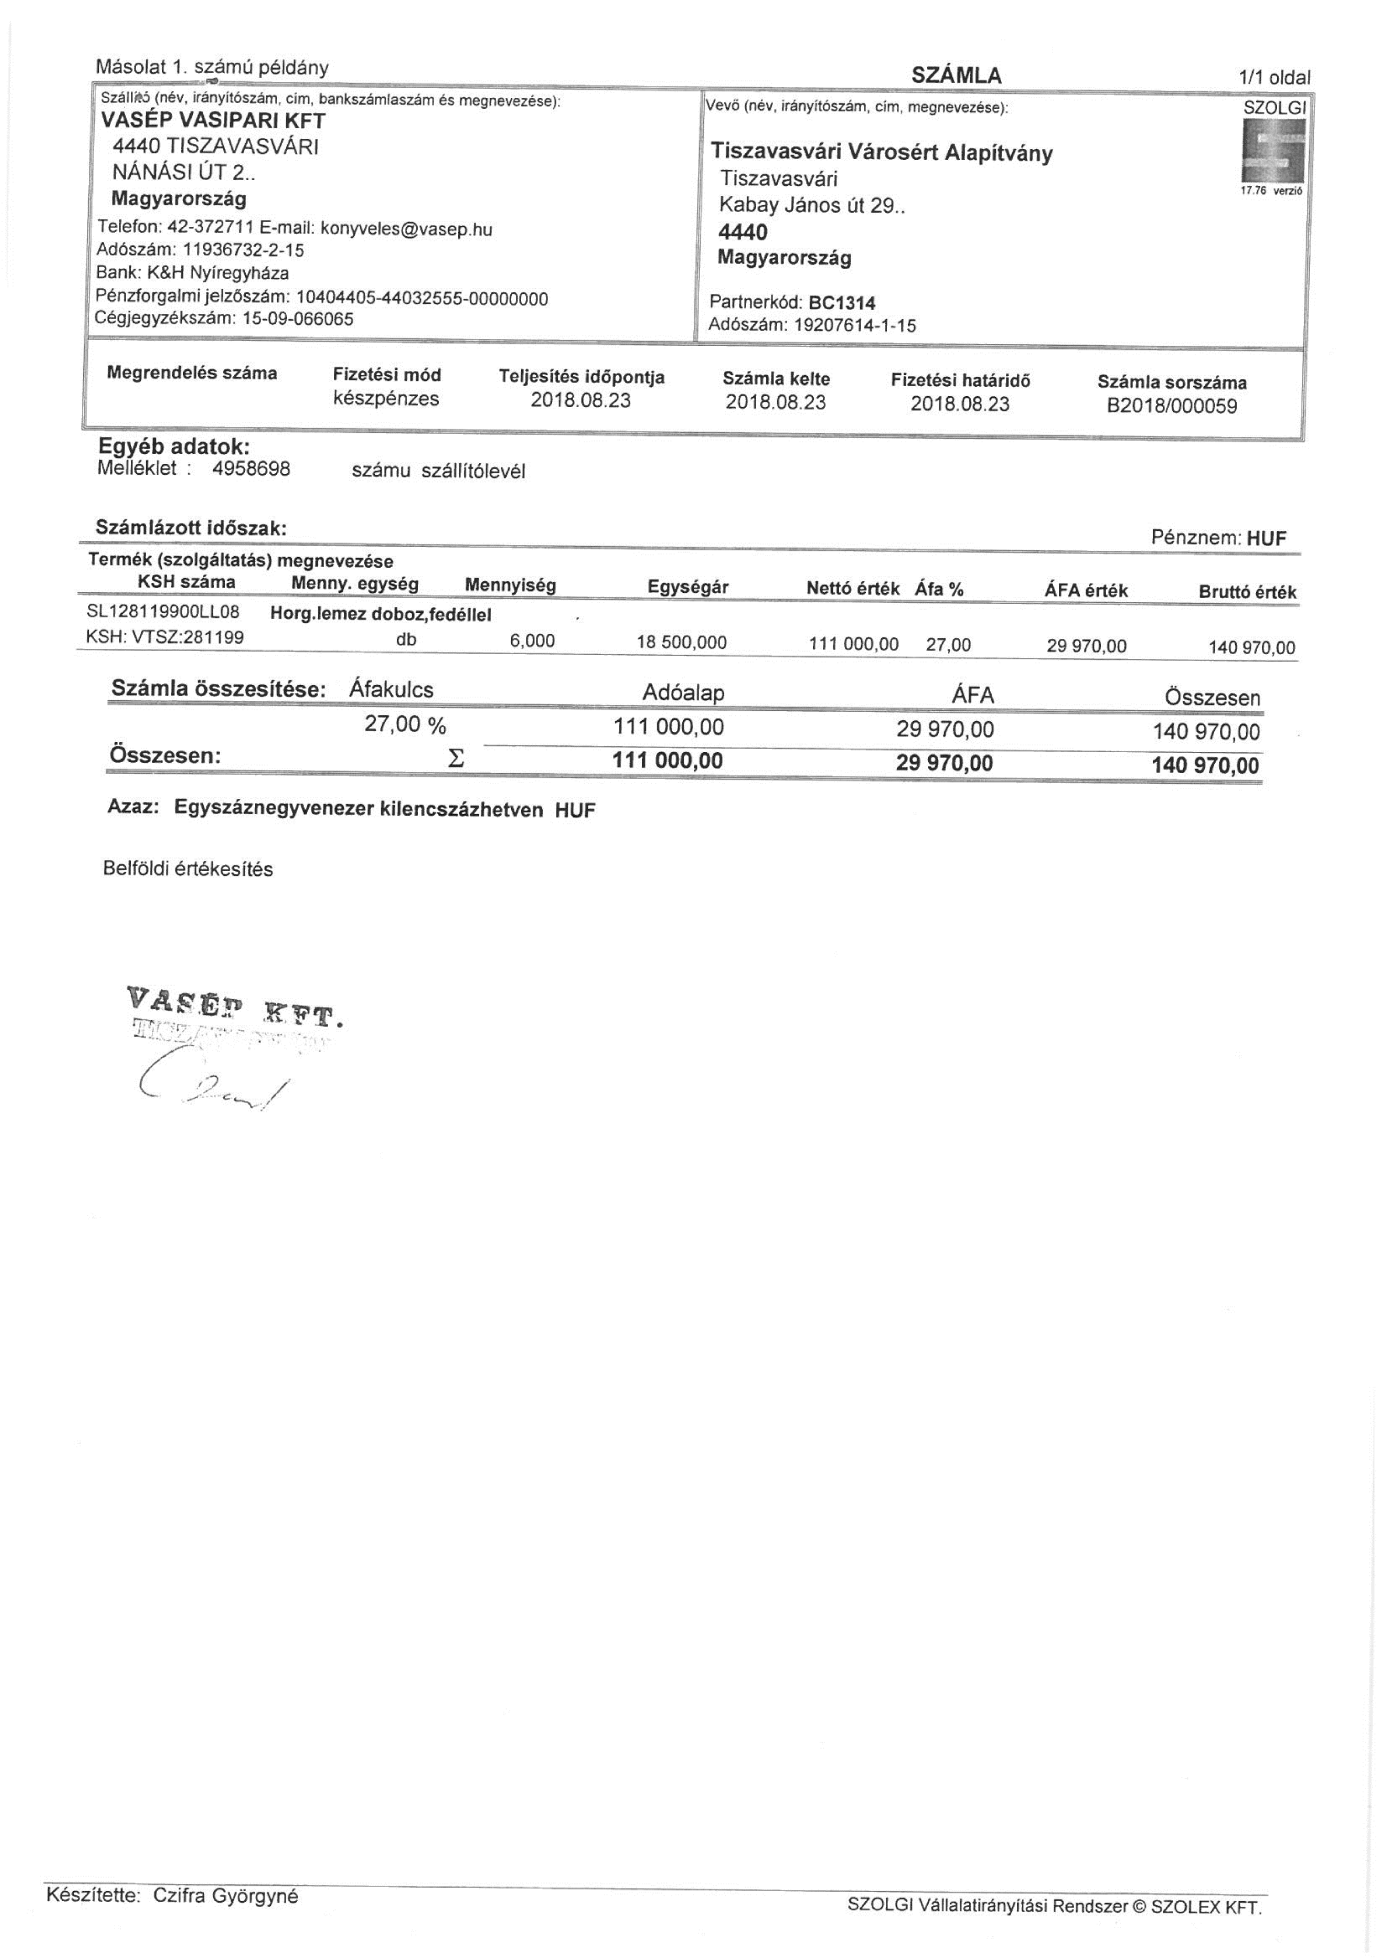 Másolat 1. számú példány
SZÁMLA
1/1 oldal
Szállító (név, irányítószám, cim, bankszámlaszám és megnevezése):
VASÉP VASIPARI KFT
4440 TISZAVASVÁRI
NÁNÁSI ÚT 2..
Magyarország
Telefon: 42-372711 E-mail: konyveles@vasep.hu
Adószám: 11936732-2-15
Bank: K&H Nyíregyháza
Pénzforgalmi jelzőszám: 10404405-44032555-00000000
Cégjegyzékszám: 15-09-066065
Vevő (név, irányítószám, cím, megnevezése):
Tiszavasvári Városért Alapítvány
Tiszavasvári
Kabay János út 29..
4440
Magyarország
Partnerkód: BC1314
Adószám: 19207614-1-15
SZOLGI
17.76 verzió
Megrendelés száma Fizetési mód Teljesítés időpontja Számla kelte Fizetési határidő Számla sorszáma
készpénzes 2018.08.23 2018.08.23 2018.08.23 B2018/000059
Egyéb adatok:
Melléklet : 4958698 számu szállítólevél
Számlázott időszak:
Pénznem: HUF
Termék (szolgáltatás) megnevezése
KSH száma Menny. egység Mennyiség Egységár Nettó érték Áfa % ÁFA érték Bruttó érték
SL128119900LL08 Horg.lemez doboz,fedéllel
KSH: VTSZ:281199 db 6,000 18 500,000 111 000,00 27,00 29 970,00 140 970,00
Számla összesítése: Áfakulcs Adóalap ÁFA Összesen
27,00 % 111 000,00 29 970,00 140 970,00
Összesen: Σ 111 000,00 29 970,00 140 970,00
Azaz: Egyszáznegyvenezer kilencszázhetven HUF
Belföldi értékesítés
VASÉP KFT.
Készítette: Czifra Györgyné
SZOLGI Vállalatirányítási Rendszer © SZOLEX KFT.